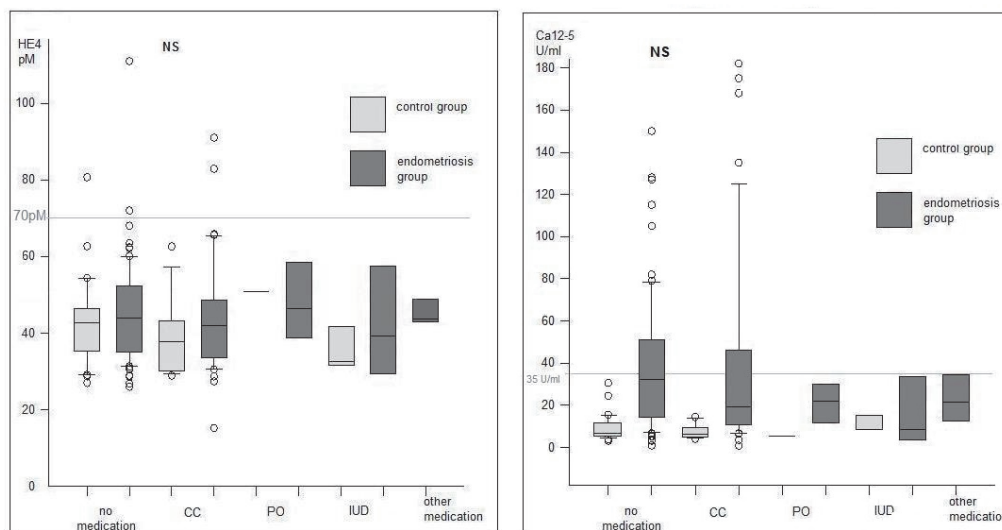 HE4
pM
NS
100
80
70pM
60
40
20
0
control group
endometriosis
group
no
medication
CC
PO
IUD
other
medication
Ca12-5
U/ml
NS
180
160
140
120
100
80
60
40
35 U/ml
20
0
control group
endometriosis
group
no
medication
CC
PO
IUD
other
medication